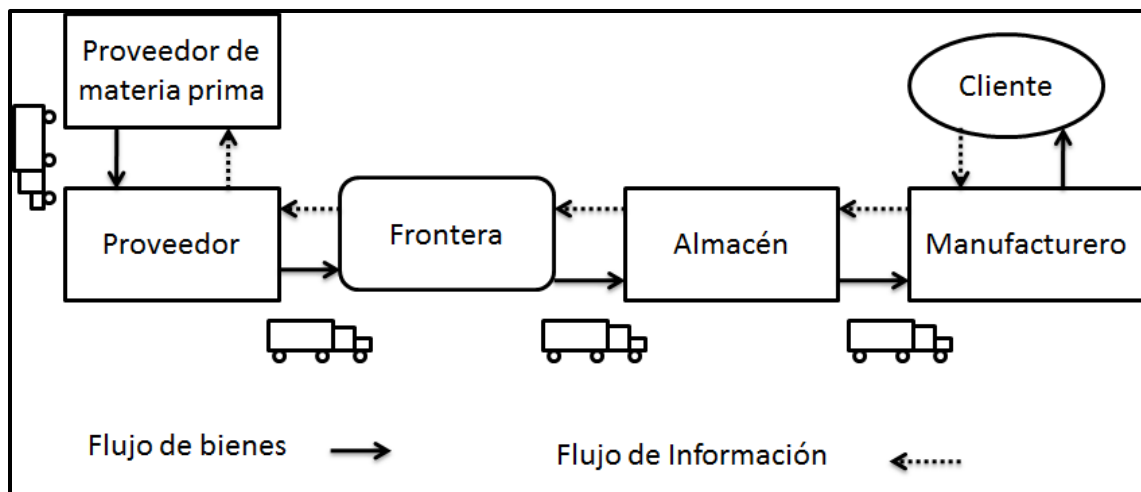 Proveedor de
materia prima
Cliente
Proveedor
Frontera
Almacén
Manufacturero
Flujo de bienes
Flujo de Información